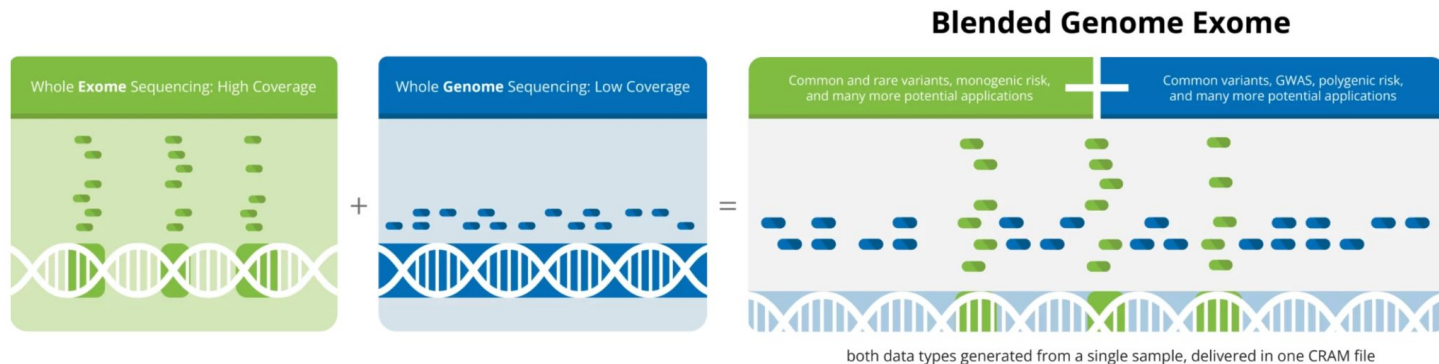 Blended Genome Exome
Whole Exome Sequencing: High Coverage
+
Whole Genome Sequencing: Low Coverage
=
Common and rare variants, monogenic risk,
and many more potential applications
Common variants, GWAS, polygenic risk,
and many more potential applications
both data types generated from a single sample, delivered in one CRAM file